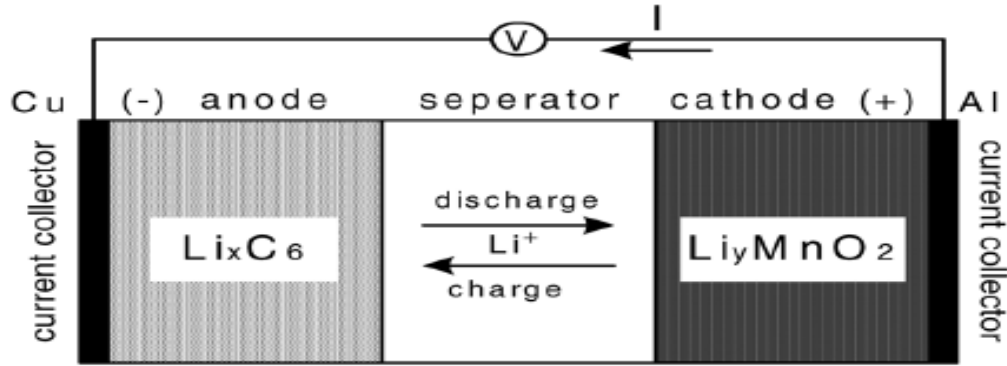 I
V
Cu (-) anode seperator cathode (+) Al
current collector
discharge
LixC6
Li+
LiyMnO2
charge
current collector